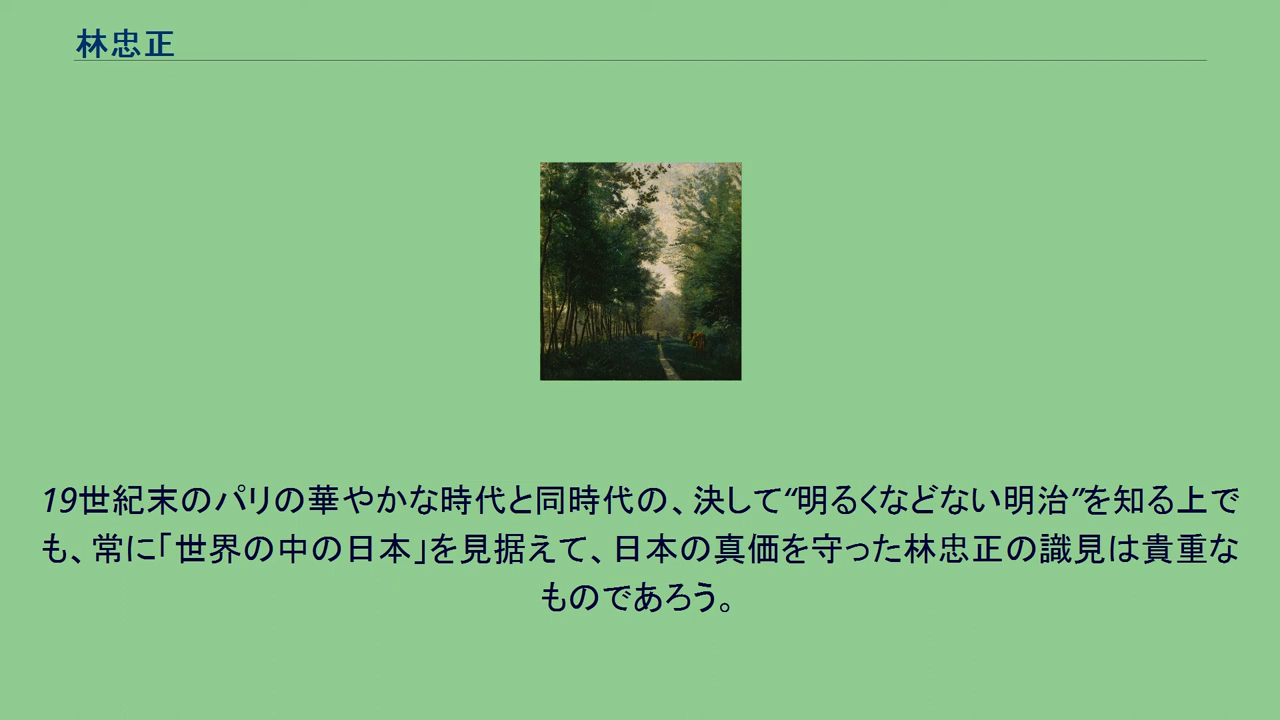 林忠正
19世紀末のパリの華やかな時代と同時代の、決して“明るくなどない明治”を知る上で
も、常に「世界の中の日本」を見据えて、日本の真価を守った林忠正の識見は貴重な
ものであろう。